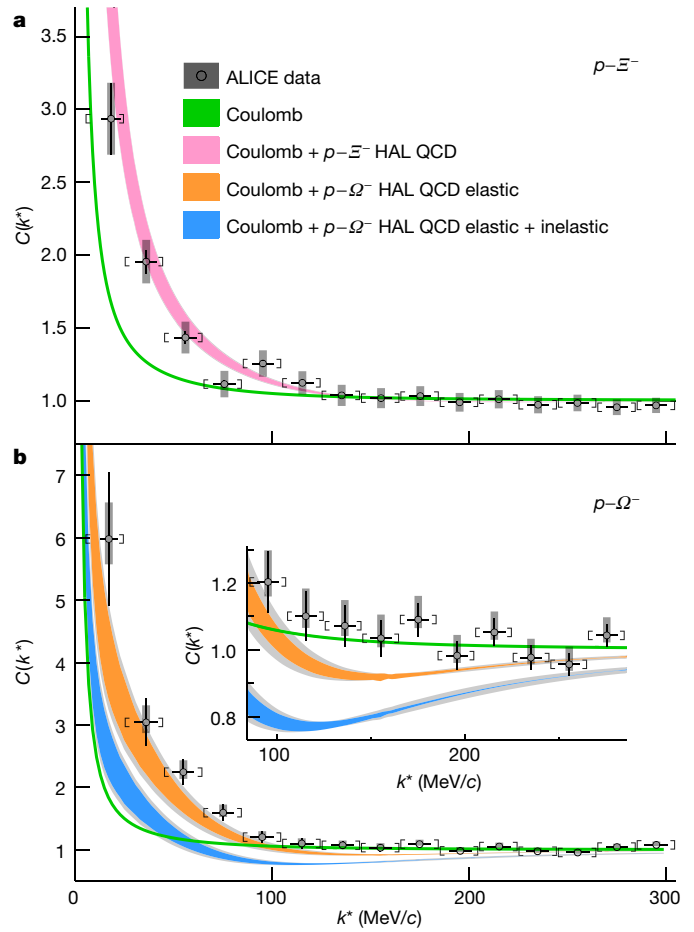 a
3.5
3.0
2.5
2.0
1.5
1.0
C(k*)
p–Ξ⁻
ALICE data
Coulomb
Coulomb + p–Ξ⁻ HAL QCD
Coulomb + p–Ω⁻ HAL QCD elastic
Coulomb + p–Ω⁻ HAL QCD elastic + inelastic
b
7
6
5
4
3
2
1
C(k*)
p–Ω⁻
1.2
1.0
0.8
C(k*)
100 200
k* (MeV/c)
0 100 200 300
k* (MeV/c)